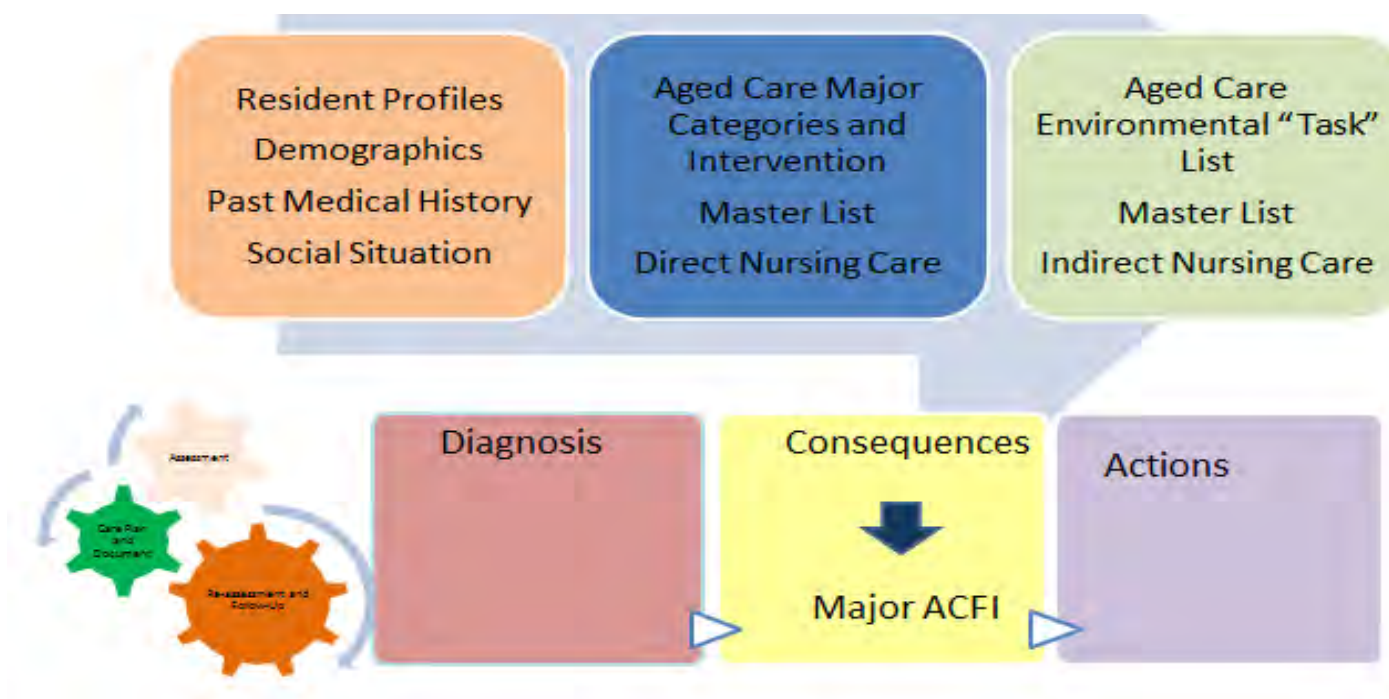 Resident Profiles
Demographics
Past Medical History
Social Situation
Aged Care Major
Categories and
Intervention
Master List
Direct Nursing Care
Aged Care
Environmental “Task”
List
Master List
Indirect Nursing Care
Assessment
Care Plan
and
Document
Re-assessment and
Follow-Up
Diagnosis
Consequences
Major ACFI
Actions